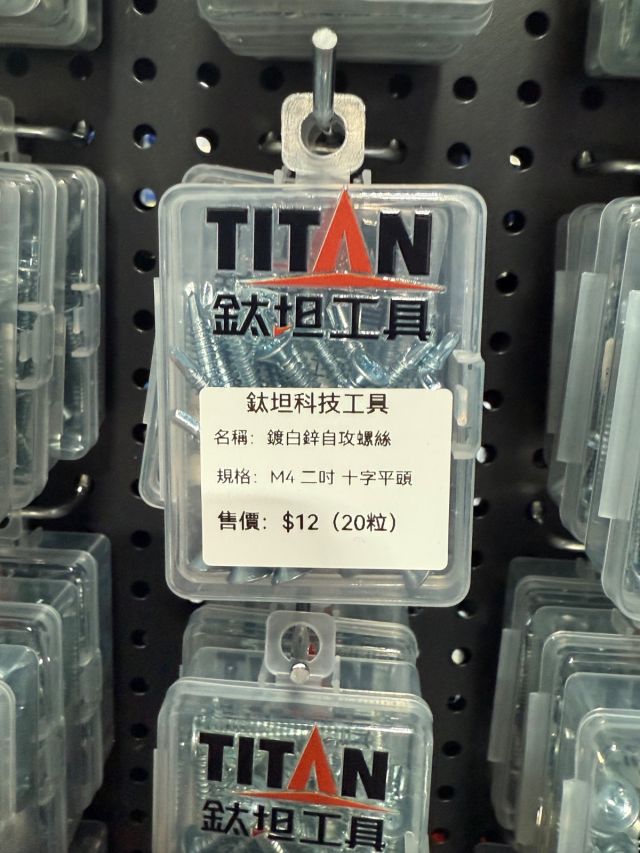 TITAN
鈦坦工具
鈦坦科技工具
名稱: 鍍白鋅自攻螺絲
規格: M4 二吋 十字平頭
售價: $12 (20粒)
TITAN
鈦坦工具